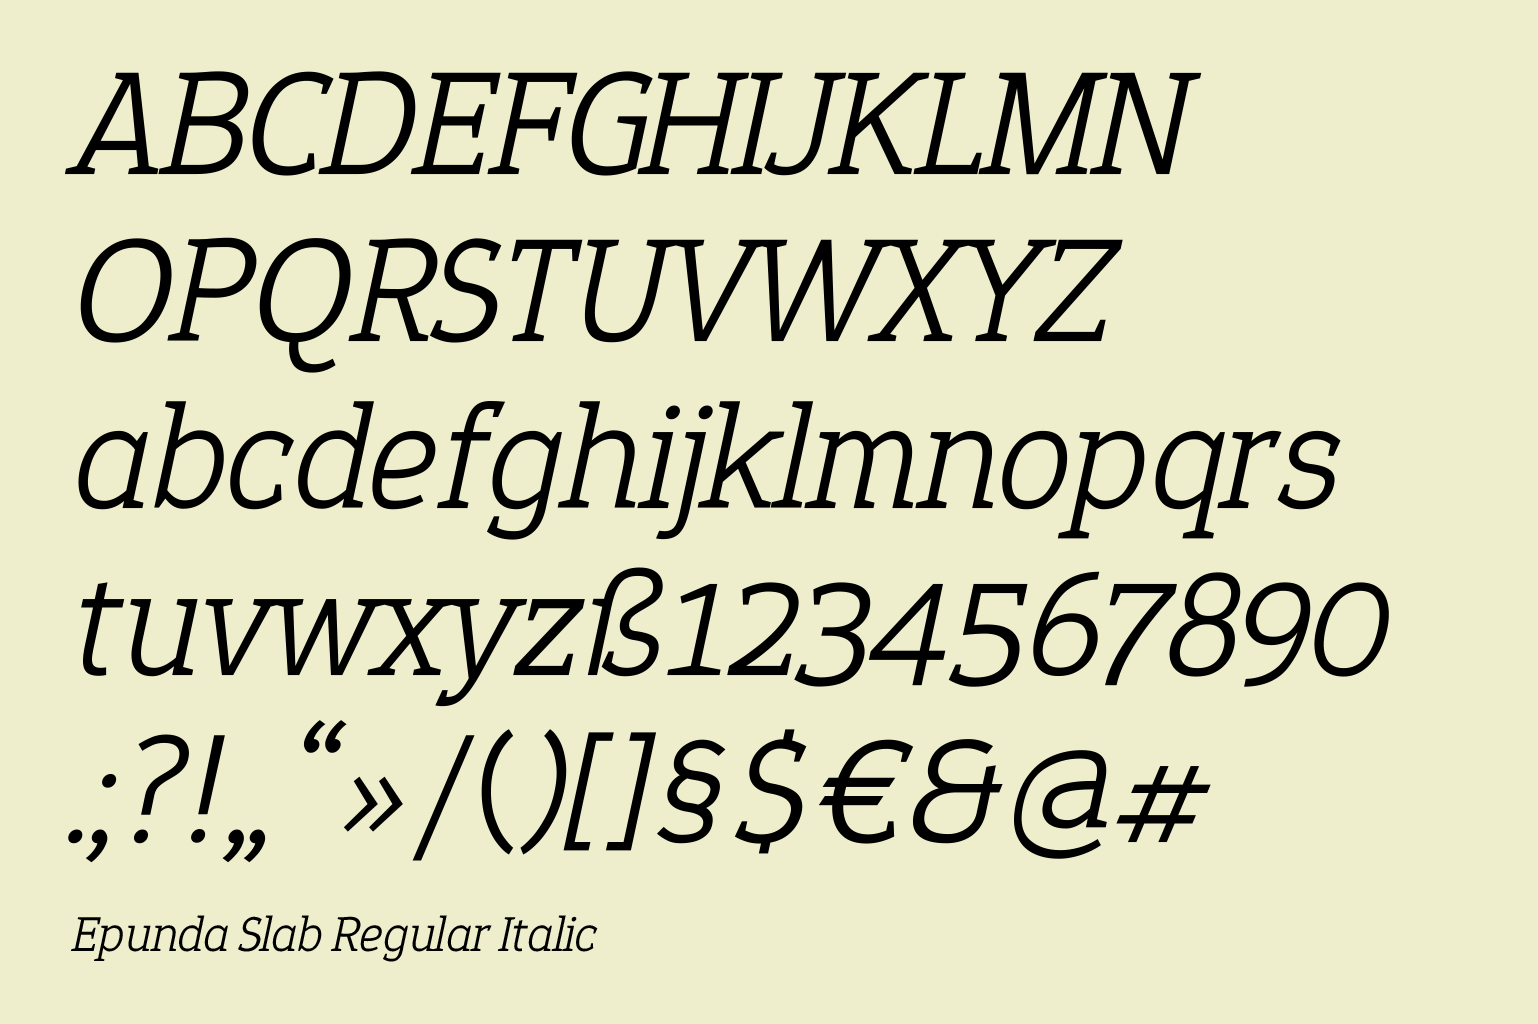 ABCDEFGHIJKLMN
OPQRSTUVWXYZ
abcdefghijklmnopqrs
tuvwxyzß1234567890
.,:?!„“»/()[]§$€&@#
Epunda Slab Regular Italic